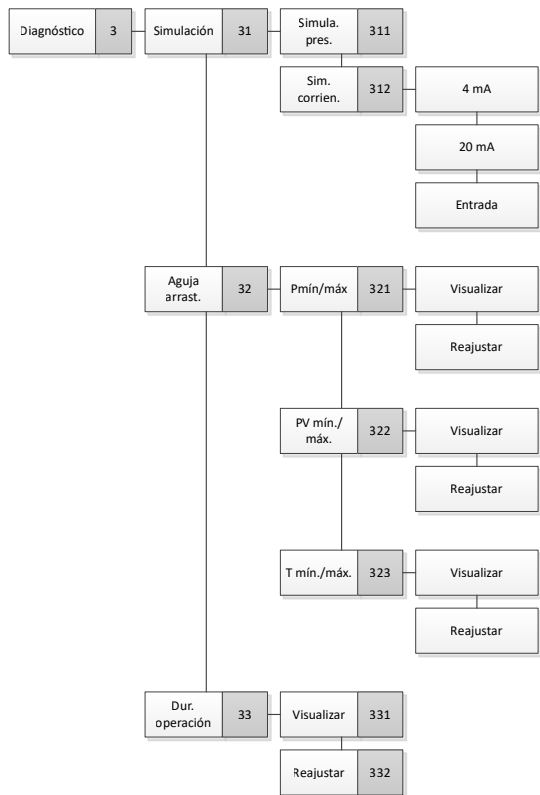 Diagnóstico 3 Simulación 31 Simula. 311
pres.
Sim. 312 4 mA
corrien.
20 mA
Entrada
Aguja 32 Pmín/máx 321 Visualizar
arrast.
Reajustar
PV mín./ 322 Visualizar
máx.
Reajustar
T mín./máx. 323 Visualizar
Reajustar
Dur. 33 Visualizar 331
operación
Reajustar 332